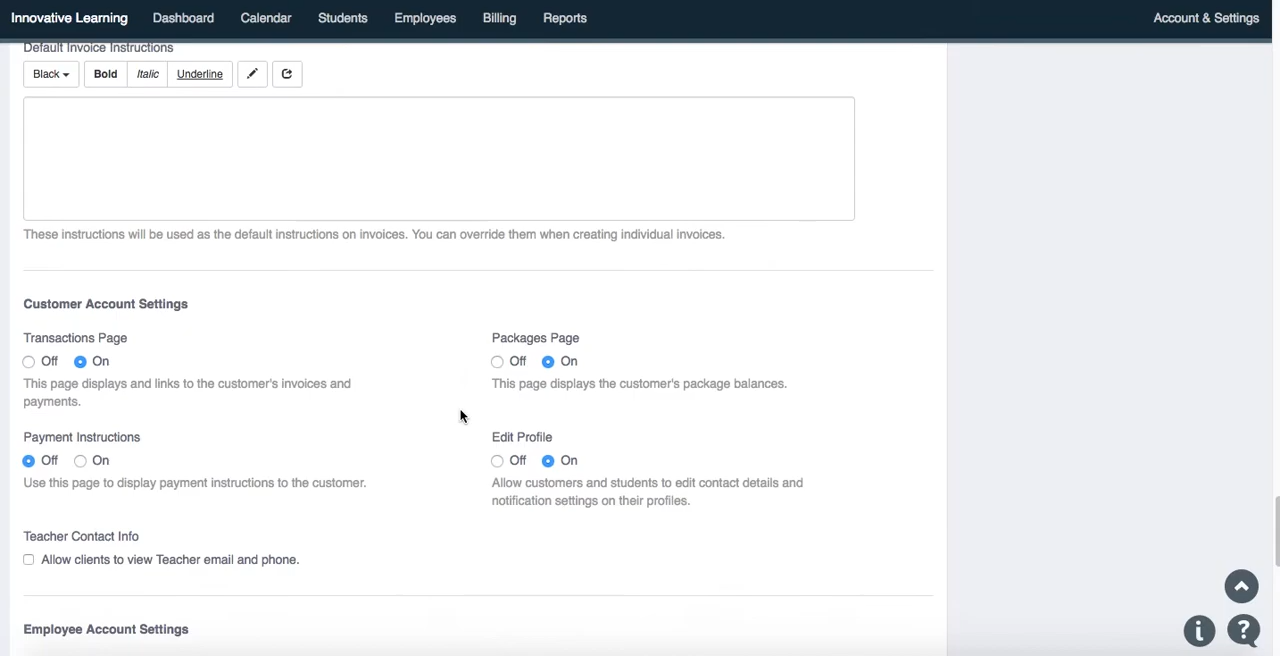 Innovative Learning Dashboard Calendar Students Employees Billing Reports Account & Settings
Default Invoice Instructions
Black Bold Italic Underline
These instructions will be used as the default instructions on invoices. You can override them when creating individual invoices.
Customer Account Settings
Transactions Page
Off On
This page displays and links to the customer's invoices and
payments.
Packages Page
Off On
This page displays the customer's package balances.
Payment Instructions
Off On
Use this page to display payment instructions to the customer.
Edit Profile
Off On
Allow customers and students to edit contact details and
notification settings on their profiles.
Teacher Contact Info
Allow clients to view Teacher email and phone.
Employee Account Settings